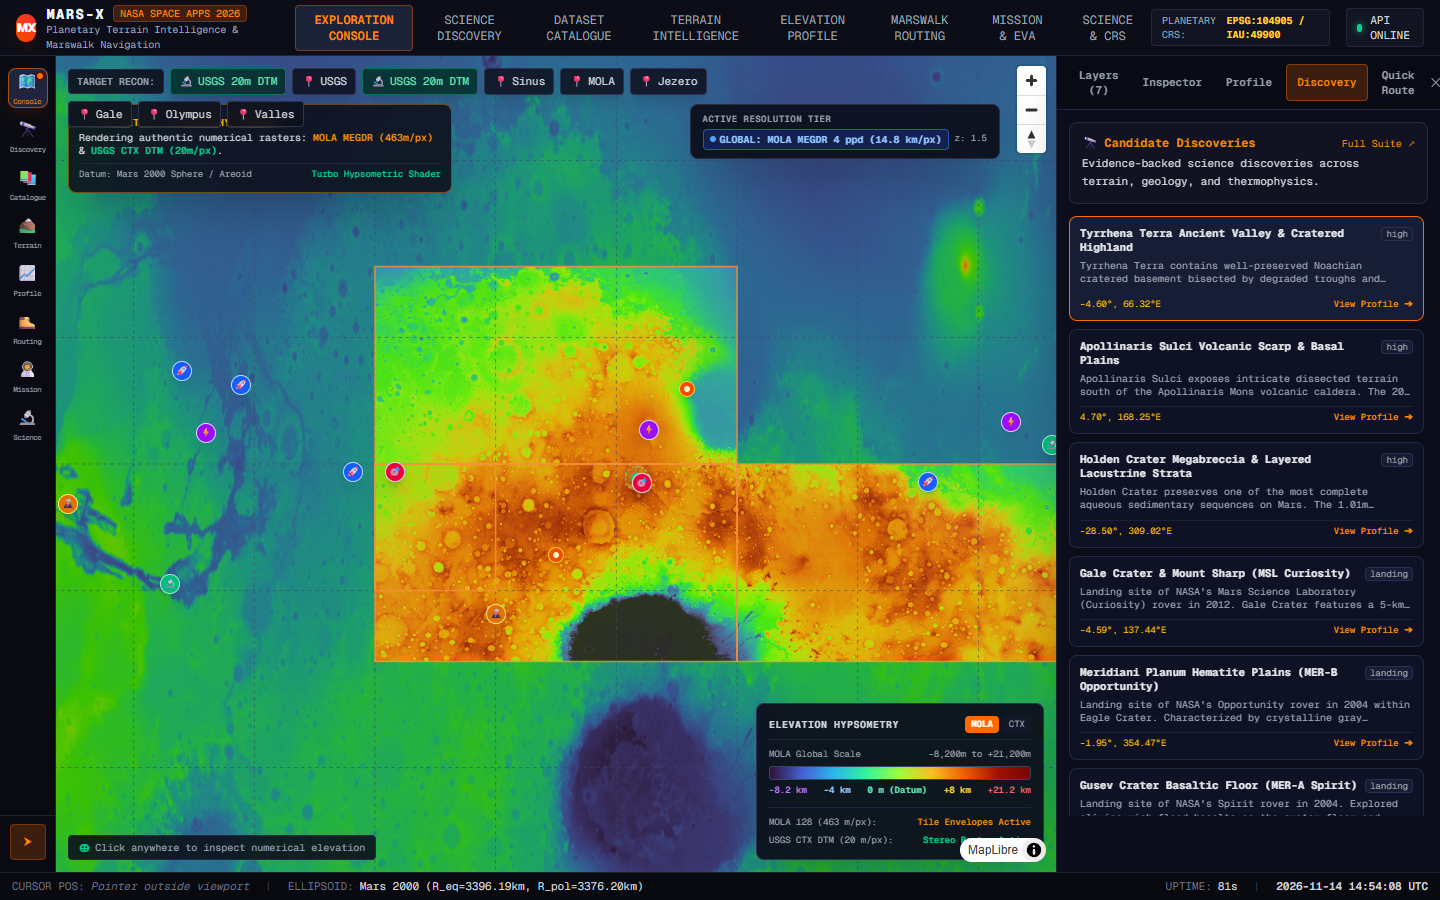 MX
MARS-X NASA SPACE APPS 2026
Planetary Terrain Intelligence &
Marswalk Navigation
EXPLORATION
CONSOLE
SCIENCE
DISCOVERY
DATASET
CATALOGUE
TERRAIN
INTELLIGENCE
ELEVATION
PROFILE
MARSWALK
ROUTING
MISSION
& EVA
SCIENCE
& CRS
PLANETARY
CRS:
EPSG:104905 /
IAU:49900
API
ONLINE
Console
Discovery
Catalogue
Terrain
Profile
Routing
Mission
Science
TARGET RECON:
USGS 20m DTM
USGS
USGS 20m DTM
Sinus
MOLA
Jezero
Gale
Olympus
Valles
Rendering authentic numerical rasters: MOLA MEGDR (463m/px)
& USGS CTX DTM (20m/px).
Datum: Mars 2000 Sphere / Areoid
Turbo Hypsometric Shader
ACTIVE RESOLUTION TIER
GLOBAL: MOLA MEGDR 4 ppd (14.8 km/px)
z: 1.5
Layers
(7)
Inspector
Profile
Discovery
Quick
Route
Candidate Discoveries
Full Suite ↗
Evidence-backed science discoveries across
terrain, geology, and thermophysics.
Tyrrhena Terra Ancient Valley & Cratered
Highland
high
Tyrrhena Terra contains well-preserved Noachian
cratered basement bisected by degraded troughs and…
-4.60°, 66.32°E
View Profile ➔
Apollinaris Sulci Volcanic Scarp & Basal
Plains
high
Apollinaris Sulci exposes intricate dissected terrain
south of the Apollinaris Mons volcanic caldera. The 20…
4.70°, 168.25°E
View Profile ➔
Holden Crater Megabreccia & Layered
Lacustrine Strata
high
Holden Crater preserves one of the most complete
aqueous sedimentary sequences on Mars. The 1.01m…
-28.50°, 309.02°E
View Profile ➔
Gale Crater & Mount Sharp (MSL Curiosity)
landing
Landing site of NASA's Mars Science Laboratory
(Curiosity) rover in 2012. Gale Crater features a 5-km…
-4.59°, 137.44°E
View Profile ➔
Meridiani Planum Hematite Plains (MER-B
Opportunity)
landing
Landing site of NASA's Opportunity rover in 2004 within
Eagle Crater. Characterized by crystalline gray…
-1.95°, 354.47°E
View Profile ➔
Gusev Crater Basaltic Floor (MER-A Spirit)
landing
Landing site of NASA's Spirit rover in 2004. Explored
ELEVATION HYPSOMETRY
MOLA
CTX
MOLA Global Scale
-8,200m to +21,200m
-8.2 km
-4 km
0 m (Datum)
+8 km
+21.2 km
MOLA 128 (463 m/px):
Tile Envelopes Active
USGS CTX DTM (20 m/px):
Stereo
MapLibre
Click anywhere to inspect numerical elevation
CURSOR POS: Pointer outside viewport | ELLIPSOID: Mars 2000 (R_eq=3396.19km, R_pol=3376.20km)
UPTIME: 81s | 2026-11-14 14:54:08 UTC